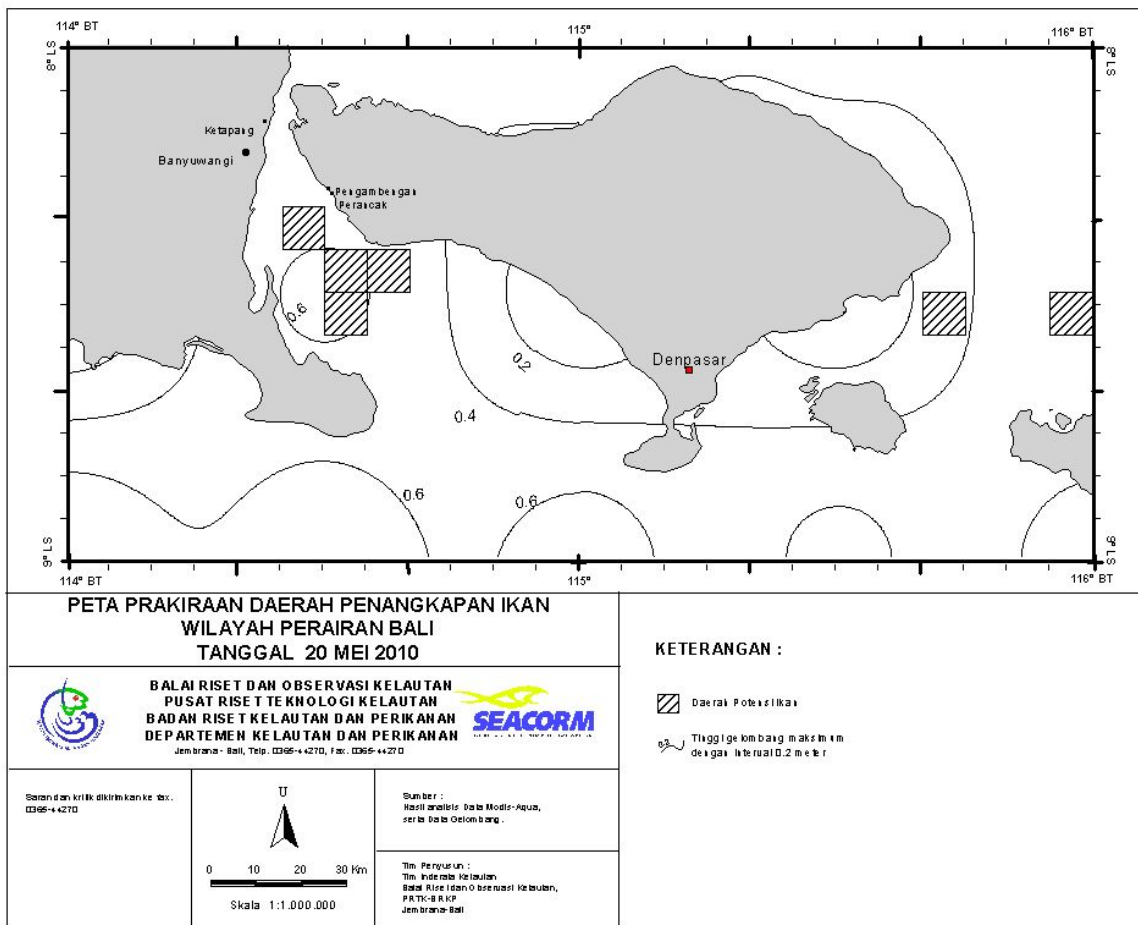 114° BT
115°
116° BT
8° LS
8° LS
Ketapang
Banyuwangi
Pengambengan
Perancak
0.6
0.2
Denpasar
0.4
0.6
0.6
9° LS
9° LS
114° BT
115°
116° BT
PETA PRAKIRAAN DAERAH PENANGKAPAN IKAN
WILAYAH PERAIRAN BALI
TANGGAL 20 MEI 2010
BALAI RISET DAN OBSERVASI KELAUTAN
PUSAT RISET TEKNOLOGI KELAUTAN
BADAN RISET KELAUTAN DAN PERIKANAN
DEPARTEMEN KELAUTAN DAN PERIKANAN
Jembrana - Bali, Telp. 0365-44270, Fax. 0365-44270
SEACORM
KETERANGAN :
Daerah Potensi Ikan
0.2
Tinggi gelombang maksimum
dengan interval 0.2 meter
Saran dan kritik dikirimkan ke fax.
0365-44270
U
0 10 20 30 Km
Skala 1:1.000.000
Sumber :
Hasil analisis Data Modis-Aqua,
serta Data Gelombang.
Tim Penyusun :
Tim Inderaja Kelautan
Balai Riset dan Observasi Kelautan,
PRTK-BRKP
Jembrana-Bali